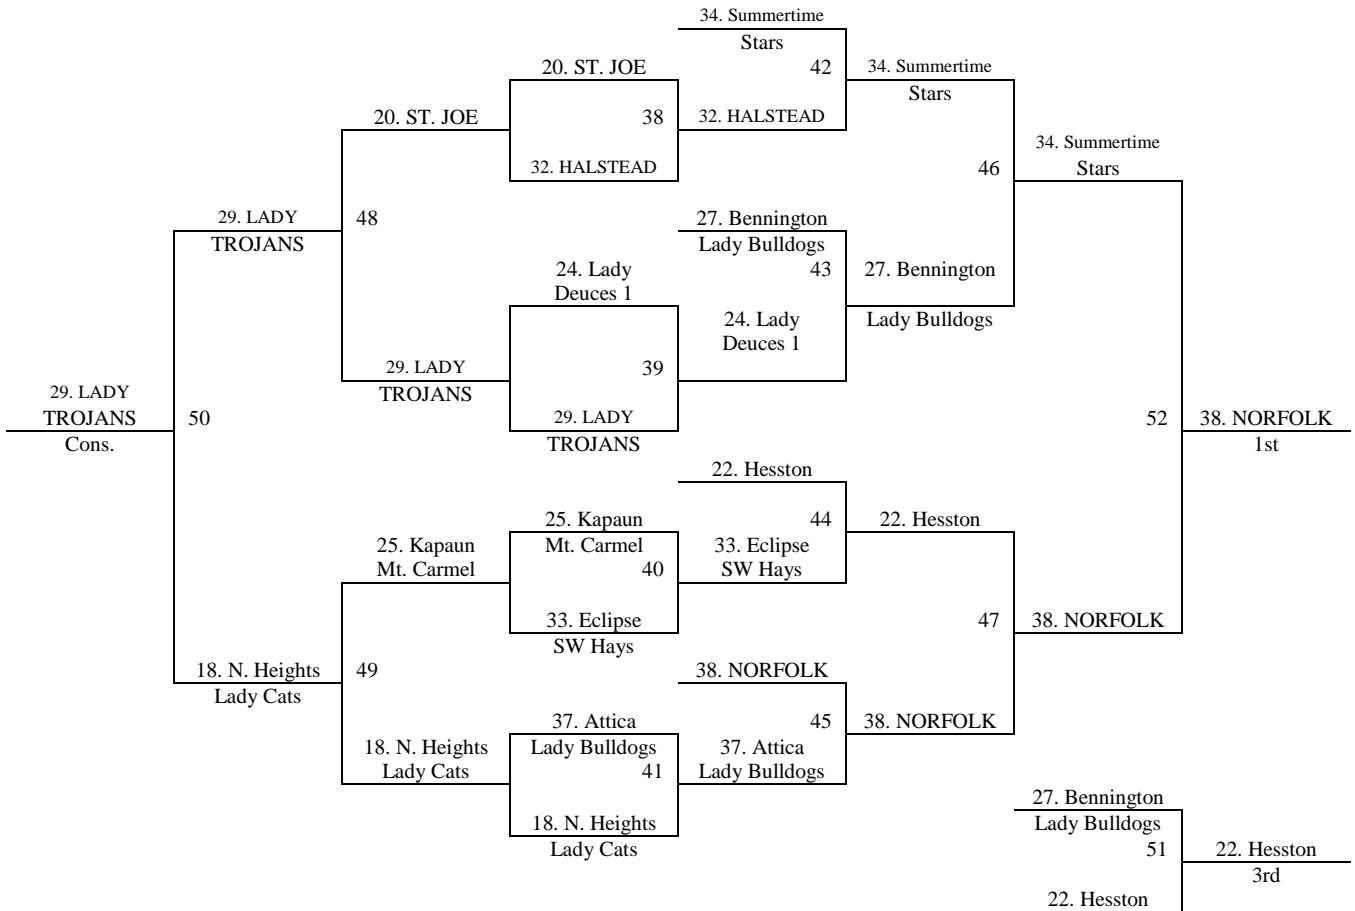 34. Summertime
Stars
20. ST. JOE
42
34. Summertime
Stars
20. ST. JOE
38
32. HALSTEAD
34. Summertime
Stars
32. HALSTEAD
46
29. LADY
TROJANS
48
27. Bennington
Lady Bulldogs
24. Lady
Deuces 1
43
27. Bennington
Lady Bulldogs
24. Lady
Deuces 1
29. LADY
TROJANS
39
29. LADY
TROJANS
Cons.
50
29. LADY
TROJANS
52
38. NORFOLK
1st
22. Hesston
25. Kapaun
Mt. Carmel
44
22. Hesston
25. Kapaun
Mt. Carmel
40
33. Eclipse
SW Hays
33. Eclipse
SW Hays
47
38. NORFOLK
18. N. Heights
Lady Cats
49
38. NORFOLK
37. Attica
Lady Bulldogs
45
38. NORFOLK
18. N. Heights
Lady Cats
41
37. Attica
Lady Bulldogs
18. N. Heights
Lady Cats
27. Bennington
Lady Bulldogs
51
22. Hesston
3rd
22. Hesston